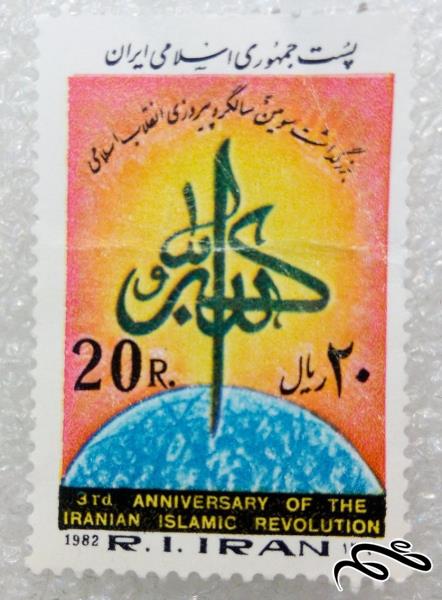 پست جمهوری اسلامی ایران
بزرگداشت سومین سالگرد پیروزی انقلاب اسلامی
الله اکبر
20 R.
۲۰ ریال
3rd ANNIVERSARY OF THE
IRANIAN ISLAMIC REVOLUTION
1982 R.I. IRAN